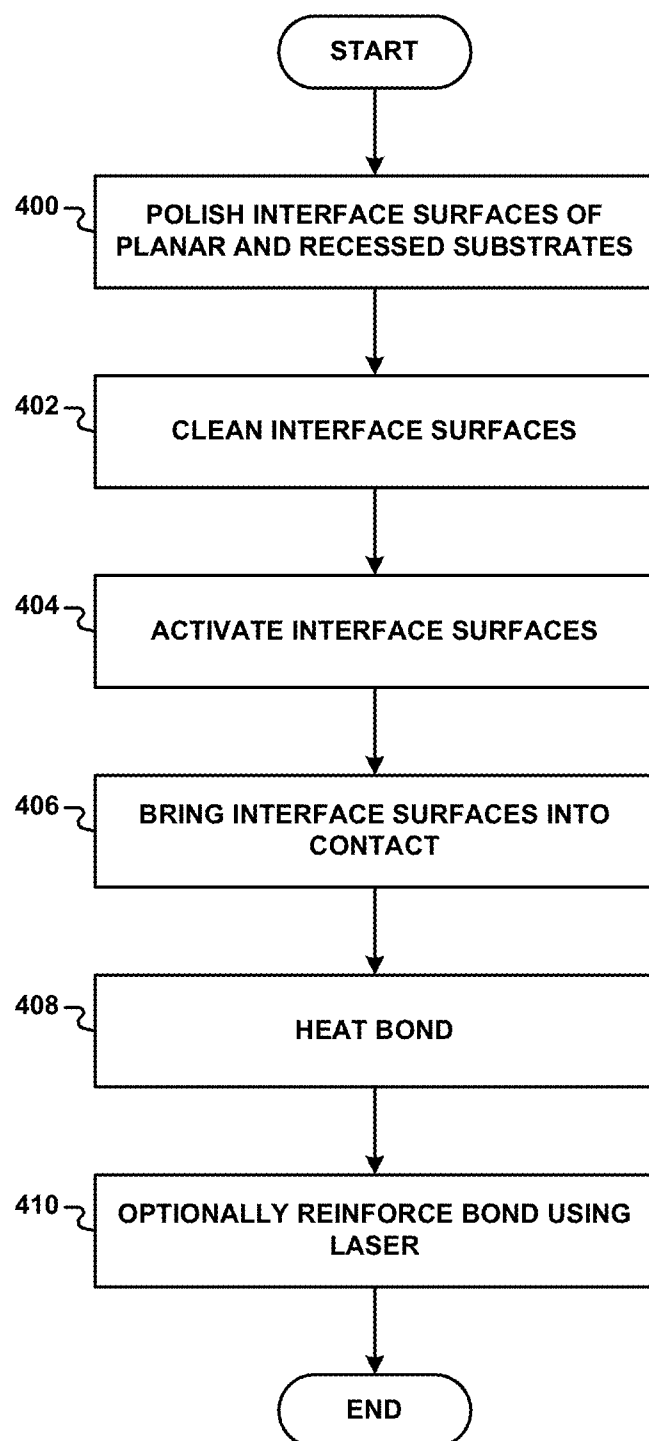 START
400
POLISH INTERFACE SURFACES OF
PLANAR AND RECESSED SUBSTRATES
402
CLEAN INTERFACE SURFACES
404
ACTIVATE INTERFACE SURFACES
406
BRING INTERFACE SURFACES INTO
CONTACT
408
HEAT BOND
410
OPTIONALLY REINFORCE BOND USING
LASER
END